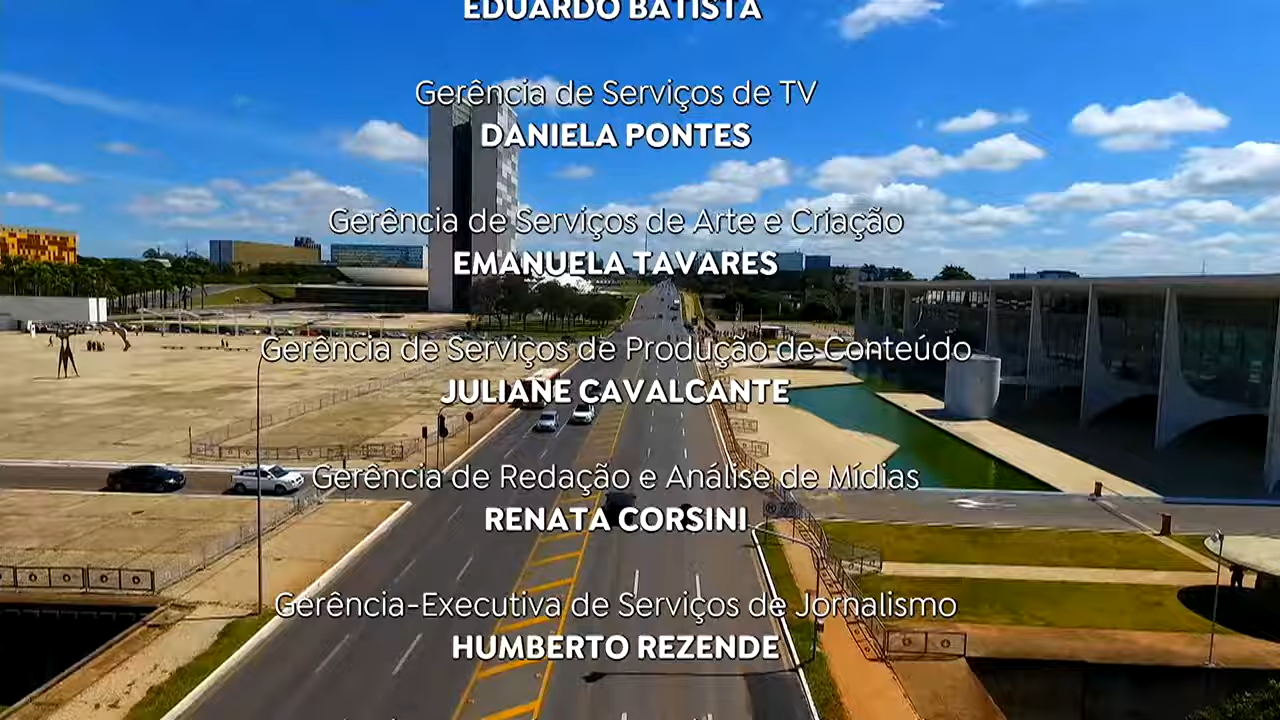 EDUARDO BATISTA
Gerência de Serviços de TV
DANIELA PONTES
Gerência de Serviços de Arte e Criação
EMANUELA TAVARES
Gerência de Serviços de Produção de Conteúdo
JULIANE CAVALCANTE
Gerência de Redação e Análise de Mídias
RENATA CORSINI
Gerência-Executiva de Serviços de Jornalismo
HUMBERTO REZENDE